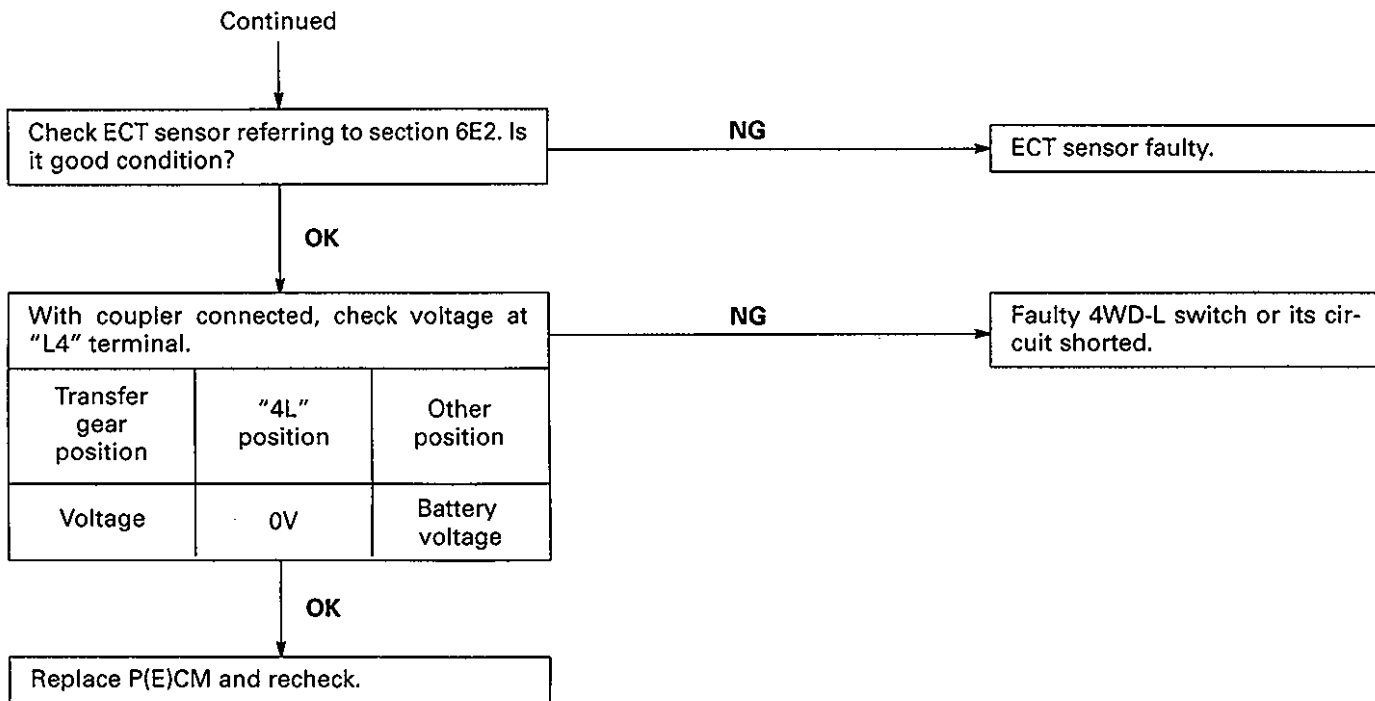 Continued
Check ECT sensor referring to section 6E2. Is
it good condition?
NG
ECT sensor faulty.
OK
With coupler connected, check voltage at
"L4" terminal.
NG
Faulty 4WD-L switch or its cir-
cuit shorted.
Transfer
gear
position
"4L"
position
Other
position
Voltage
0V
Battery
voltage
OK
Replace P(E)CM and recheck.